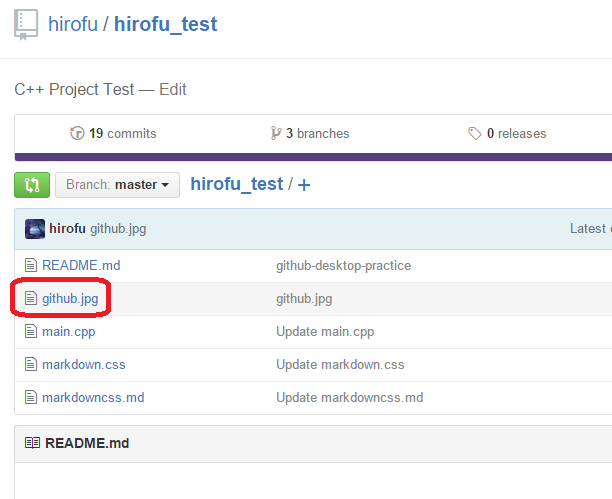 hirofu / hirofu_test
C++ Project Test — Edit
19 commits 3 branches 0 releases
Branch: master hirofu_test / +
hirofu github.jpg Latest
README.md github-desktop-practice
github.jpg github.jpg
main.cpp Update main.cpp
markdown.css Update markdown.css
markdowncss.md Update markdowncss.md
README.md